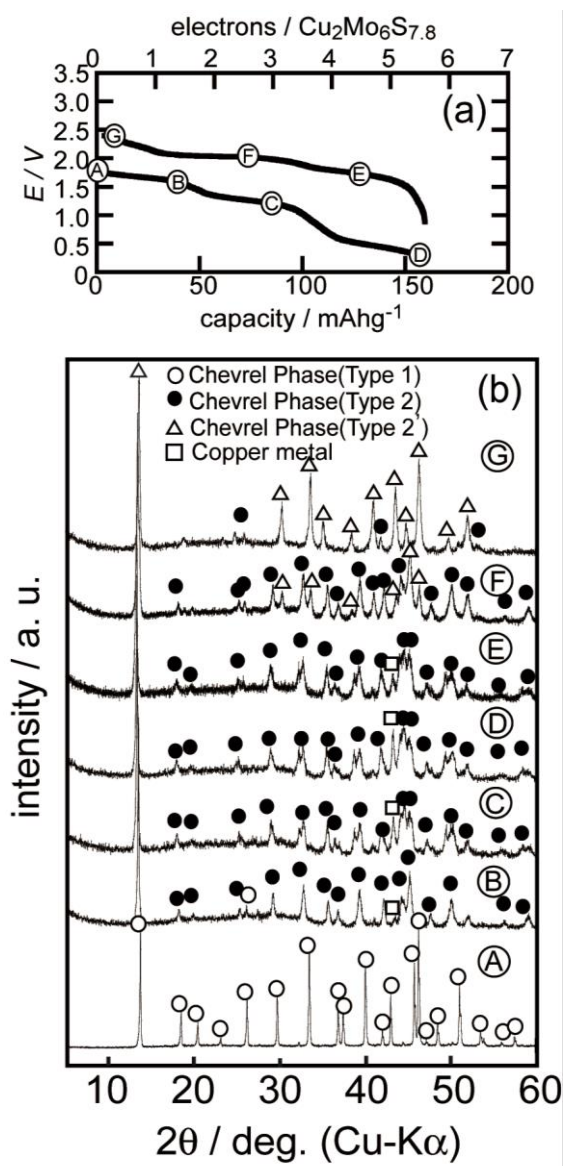 electrons / Cu2Mo6S7.8
0 1 2 3 4 5 6 7
3.5
3.0
2.5
2.0
1.5
1.0
0.5
0
E / V
(a)
G
F
E
A
B
C
D
0 50 100 150 200
capacity / mAhg-1
Chevrel Phase(Type 1)
Chevrel Phase(Type 2)
Chevrel Phase(Type 2')
Copper metal
(b)
G
F
E
D
C
B
A
intensity / a. u.
10 20 30 40 50 60
2θ / deg. (Cu-Kα)